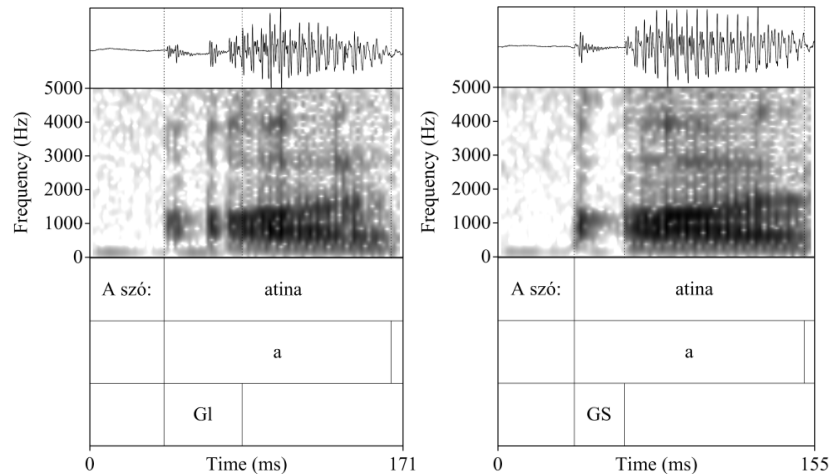 5000
4000
3000
2000
1000
0
Frequency (Hz)
A szó:
atina
a
Gl
0
Time (ms)
171
5000
4000
3000
2000
1000
0
Frequency (Hz)
A szó:
atina
a
GS
0
Time (ms)
155